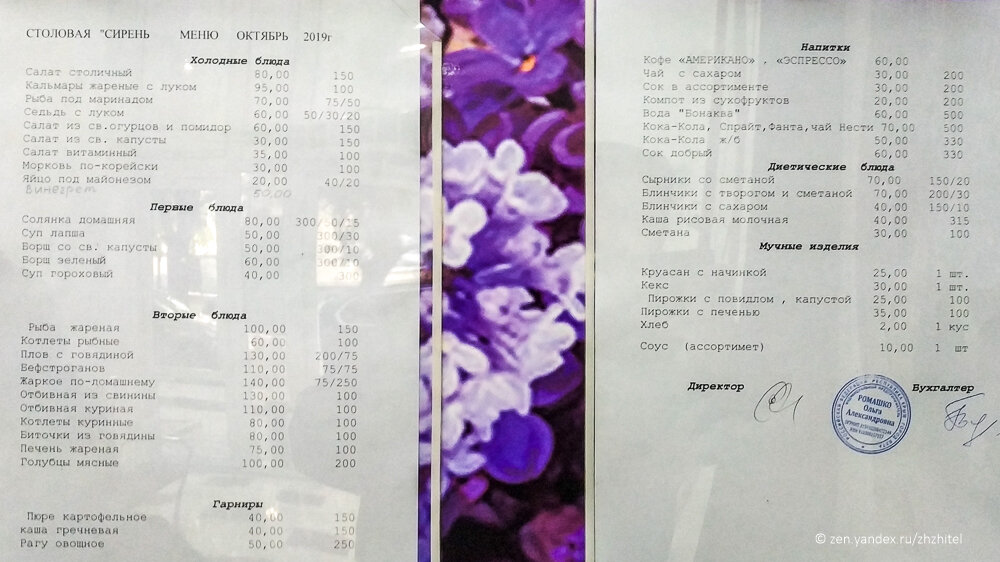 СТОЛОВАЯ "СИРЕНЬ МЕНЮ ОКТЯБРЬ 2019г
Холодные блюда
Салат столичный 80,00 150
Кальмары жареные с луком 95,00 100
Рыба под маринадом 70,00 75/50
Сельдь с луком 60,00 50/30/20
Салат из св.огурцов и помидор 60,00 150
Салат из св. капусты 30,00 150
Салат витаминный 35,00 100
Морковь по-корейски 30,00 100
Яйцо под майонезом 20,00 40/20
Винегрет 50,00
Первые блюда
Солянка домашняя 80,00 300/50/25
Суп лапша 50,00 300/30
Борщ со св. капусты 50,00 300/10
Борщ зеленый 60,00 300/10
Суп гороховый 40,00 300
Вторые блюда
Рыба жареная 100,00 150
Котлеты рыбные 60,00 100
Плов с говядиной 130,00 200/75
Бефстроганов 110,00 75/75
Жаркое по-ломашнему 140,00 75/250
Отбивная из свинины 130,00 100
Отбивная куриная 110,00 100
Котлеты куринные 80,00 100
Биточки из говядины 80,00 100
Печень жареная 75,00 100
Голубцы мясные 100,00 200
Гарниры
Пюре картофельное 40,00 150
каша гречневая 40,00 150
Рагу овощное 50,00 250
Напитки
Кофе «АМЕРИКАНО» , «ЭСПРЕССО» 60,00
Чай с сахаром 30,00 200
Сок в ассортименте 30,00 200
Компот из сухофруктов 20,00 200
Вода "Бонаква" 60,00 500
Кока-Кола, Спрайт,Фанта,чай Нести 70,00 500
Кока-Кола ж/б 50,00 330
Сок добрый 60,00 330
Диетические блюда
Сырники со сметаной 70,00 150/20
Блинчики с творогом и сметаной 70,00 200/30
Блинчики с сахаром 40,00 150/10
Каша рисовая молочная 40,00 315
Сметана 30,00 100
Мучные изделия
Круасан с начинкой 25,00 1 шт.
Кекс 30,00 1 шт.
Пирожки с повидлом , капустой 25,00 100
Пирожки с печенью 35,00 100
Хлеб 2,00 1 кус
Соус (ассортимет) 10,00 1 шт
Директор Бухгалтер
РОМАШКО
Ольга
Александровна
© zen.yandex.ru/zhzhitel